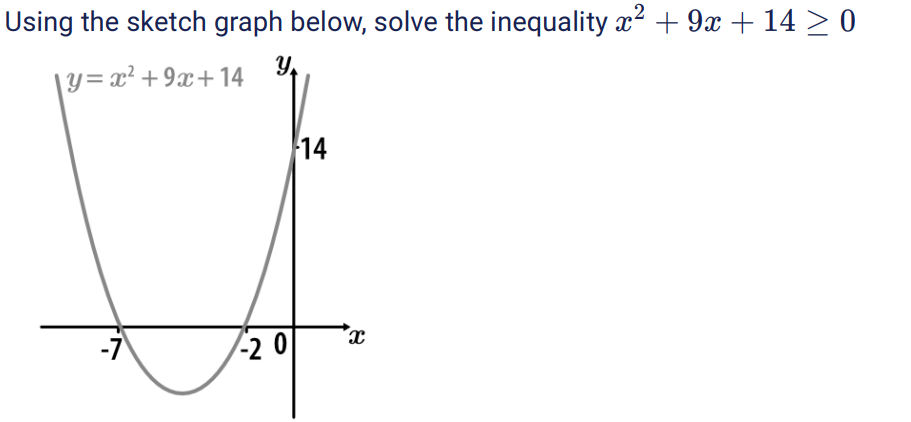 Using the sketch graph below, solve the inequality x² + 9x + 14 ≥ 0
y = x² + 9x + 14
y
14
-7
-2
0
x